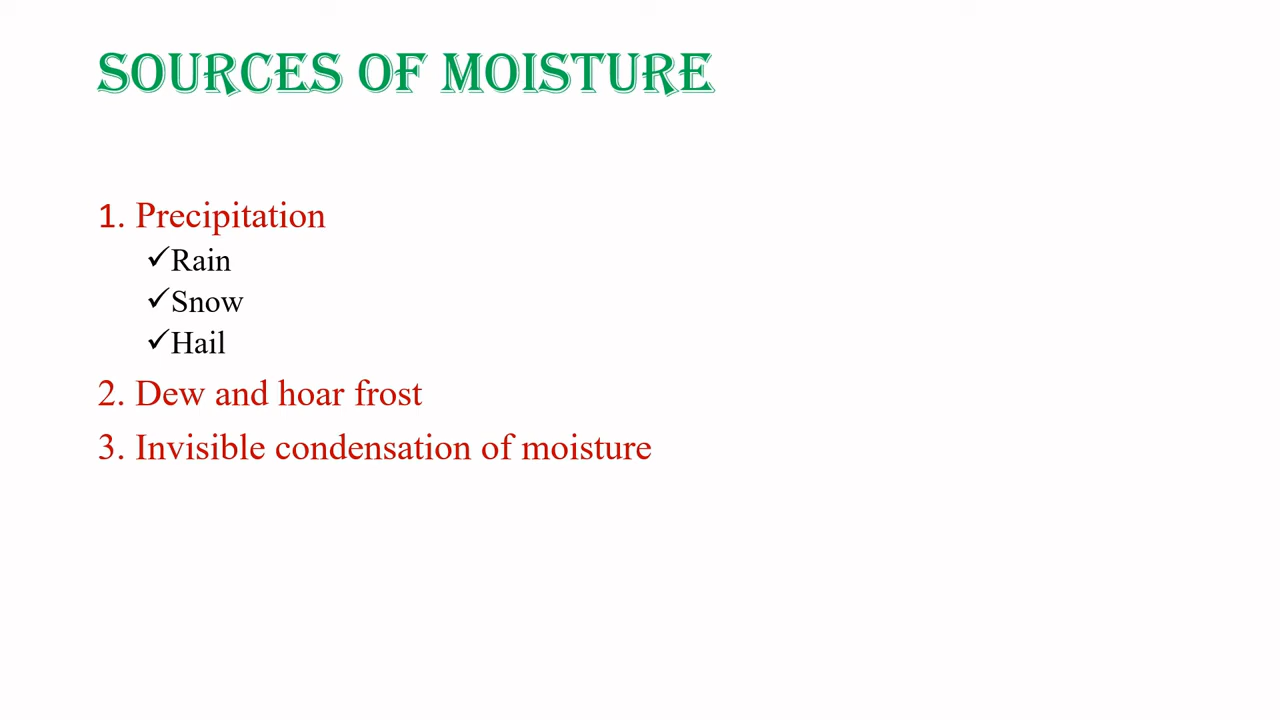 SOURCES OF MOISTURE
1. Precipitation
✓Rain
✓Snow
✓Hail
2. Dew and hoar frost
3. Invisible condensation of moisture